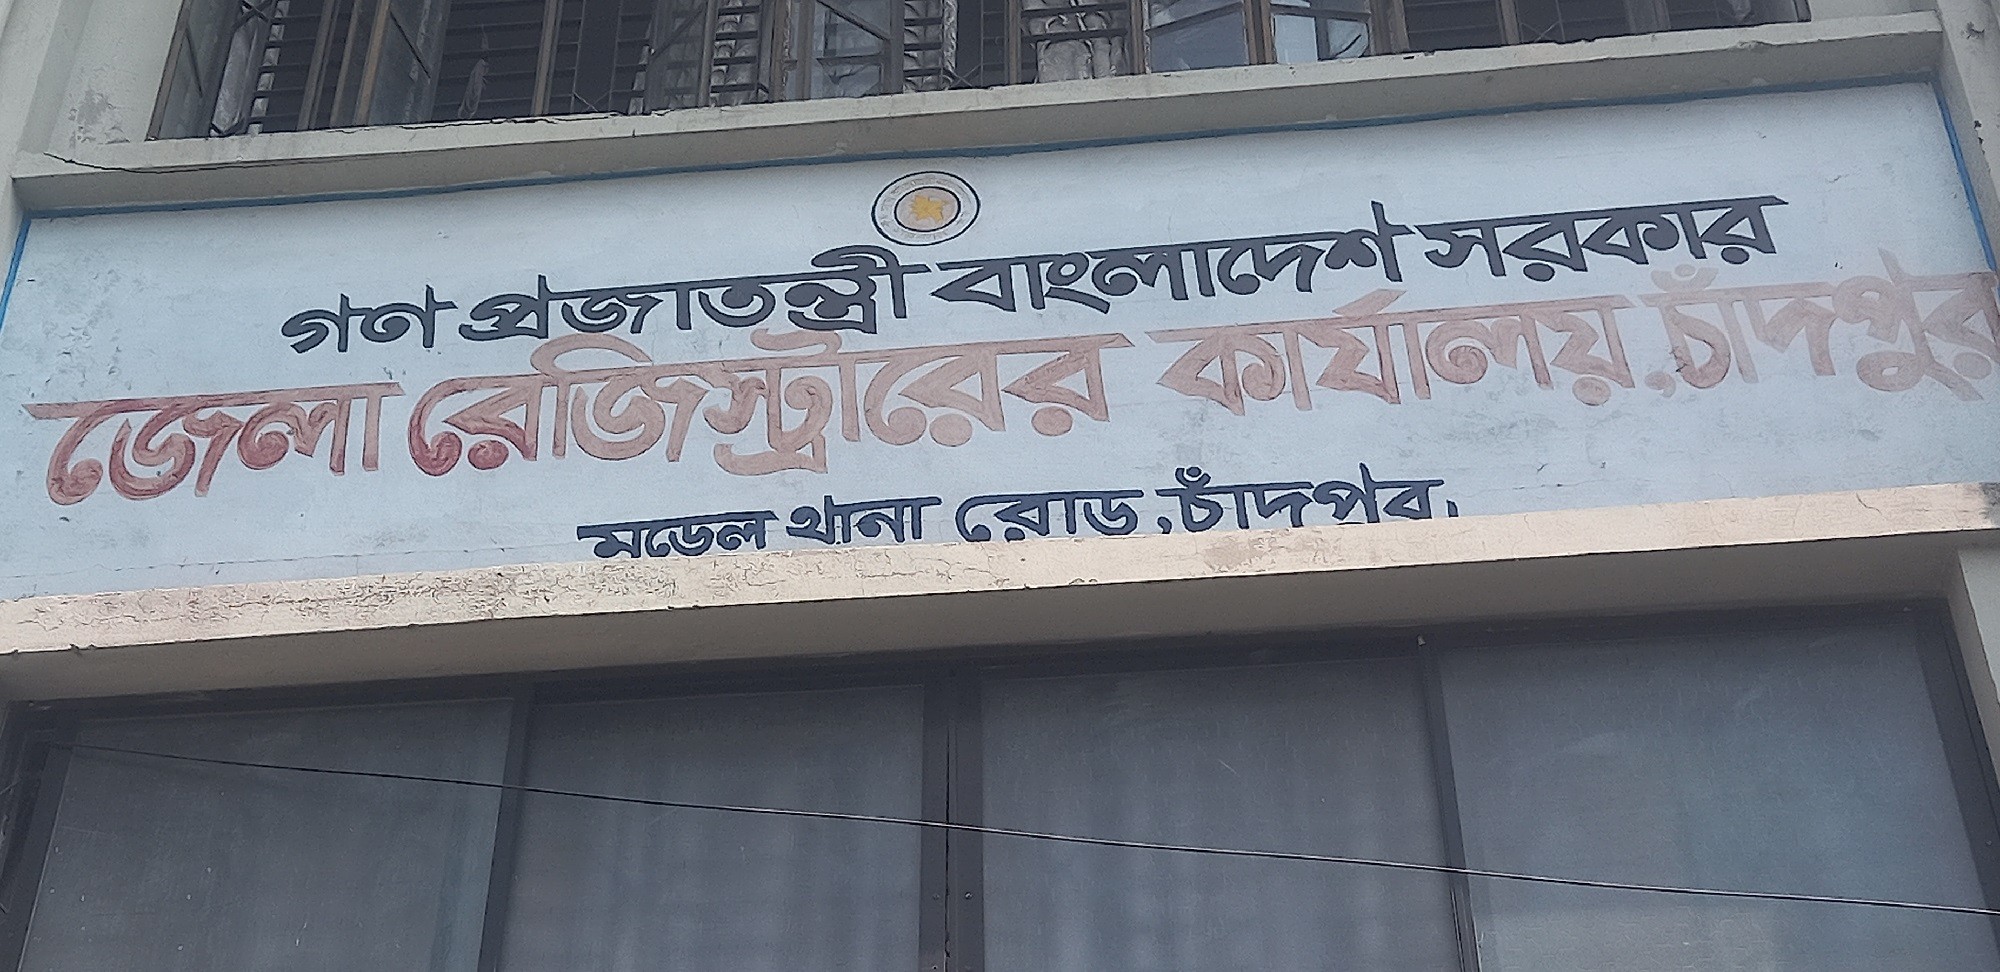 গণ প্রজাতন্ত্রী বাংলাদেশ সরকার
জেলা রেজিস্ট্রারের কার্যালয়, চাঁদপুর
মডেল থানা রোড, চাঁদপুর.